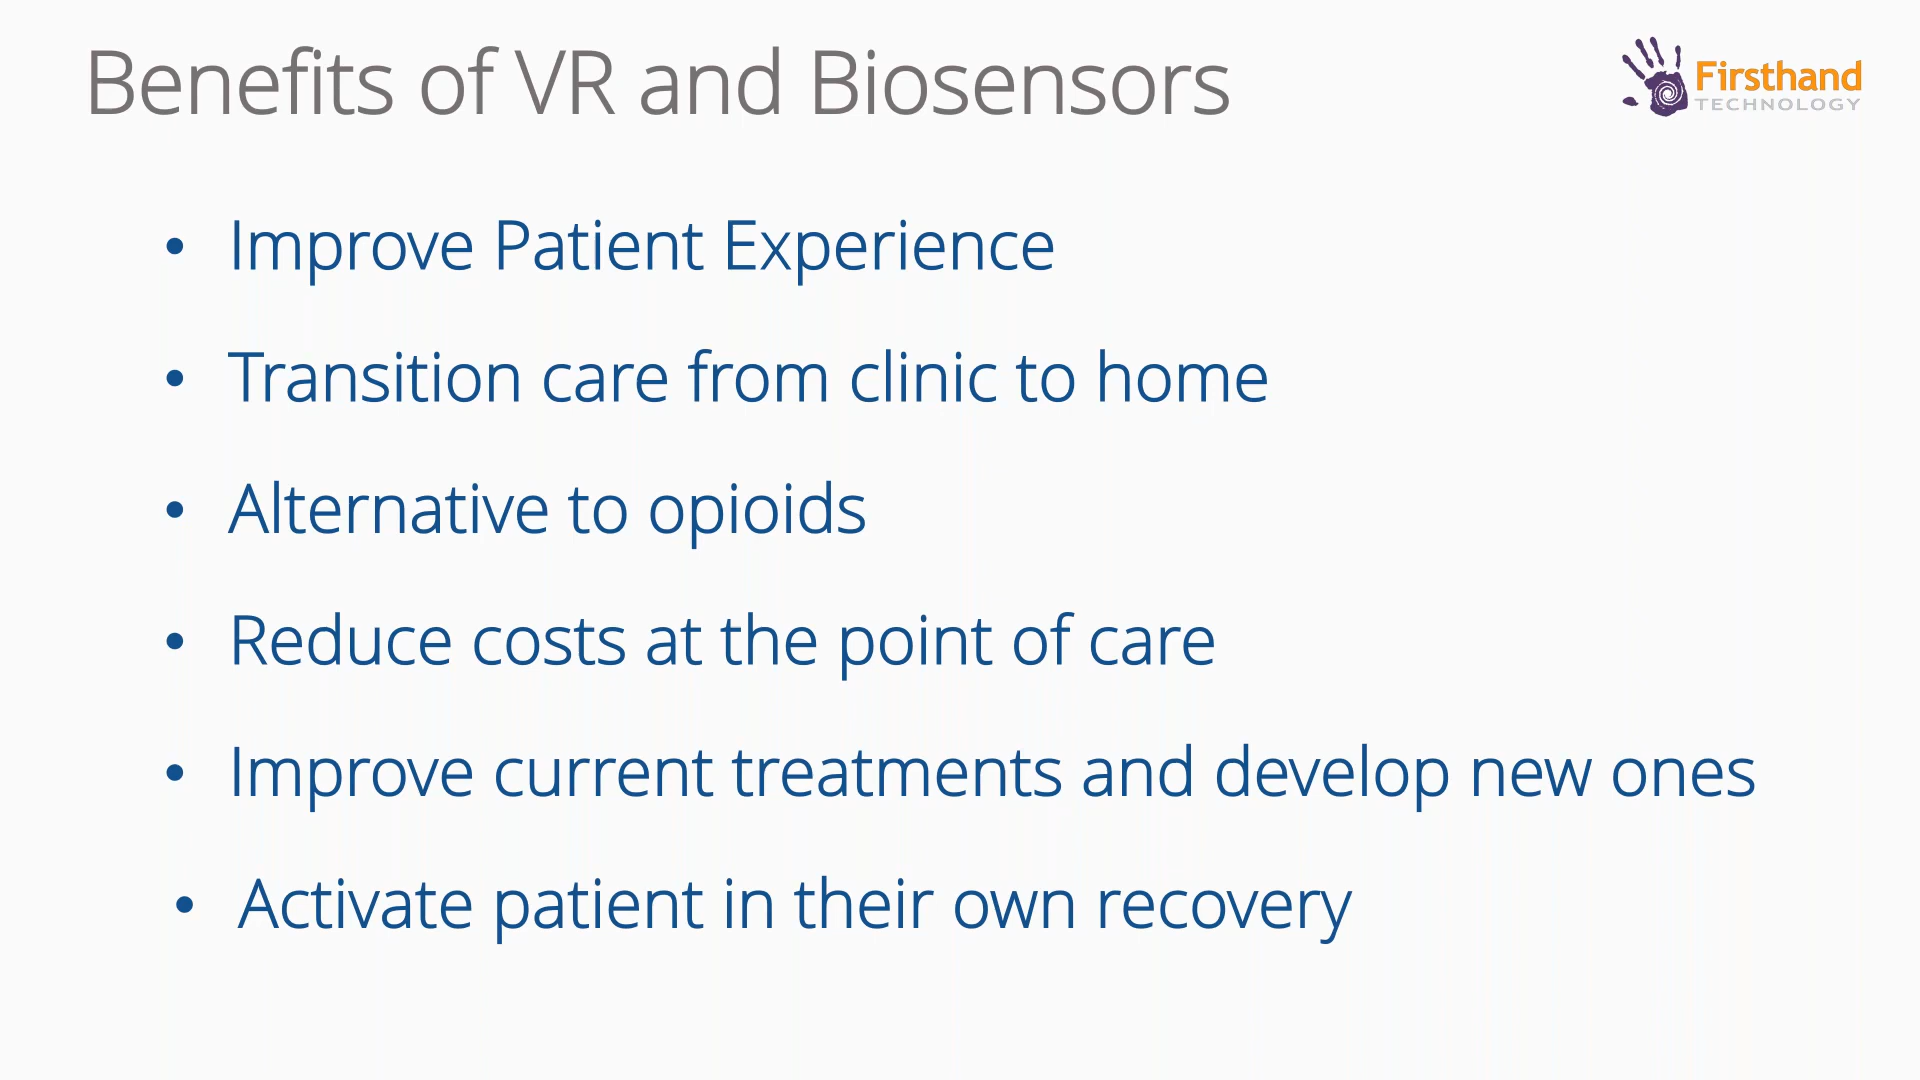 Benefits of VR and Biosensors
Firsthand
TECHNOLOGY
• Improve Patient Experience
• Transition care from clinic to home
• Alternative to opioids
• Reduce costs at the point of care
• Improve current treatments and develop new ones
• Activate patient in their own recovery